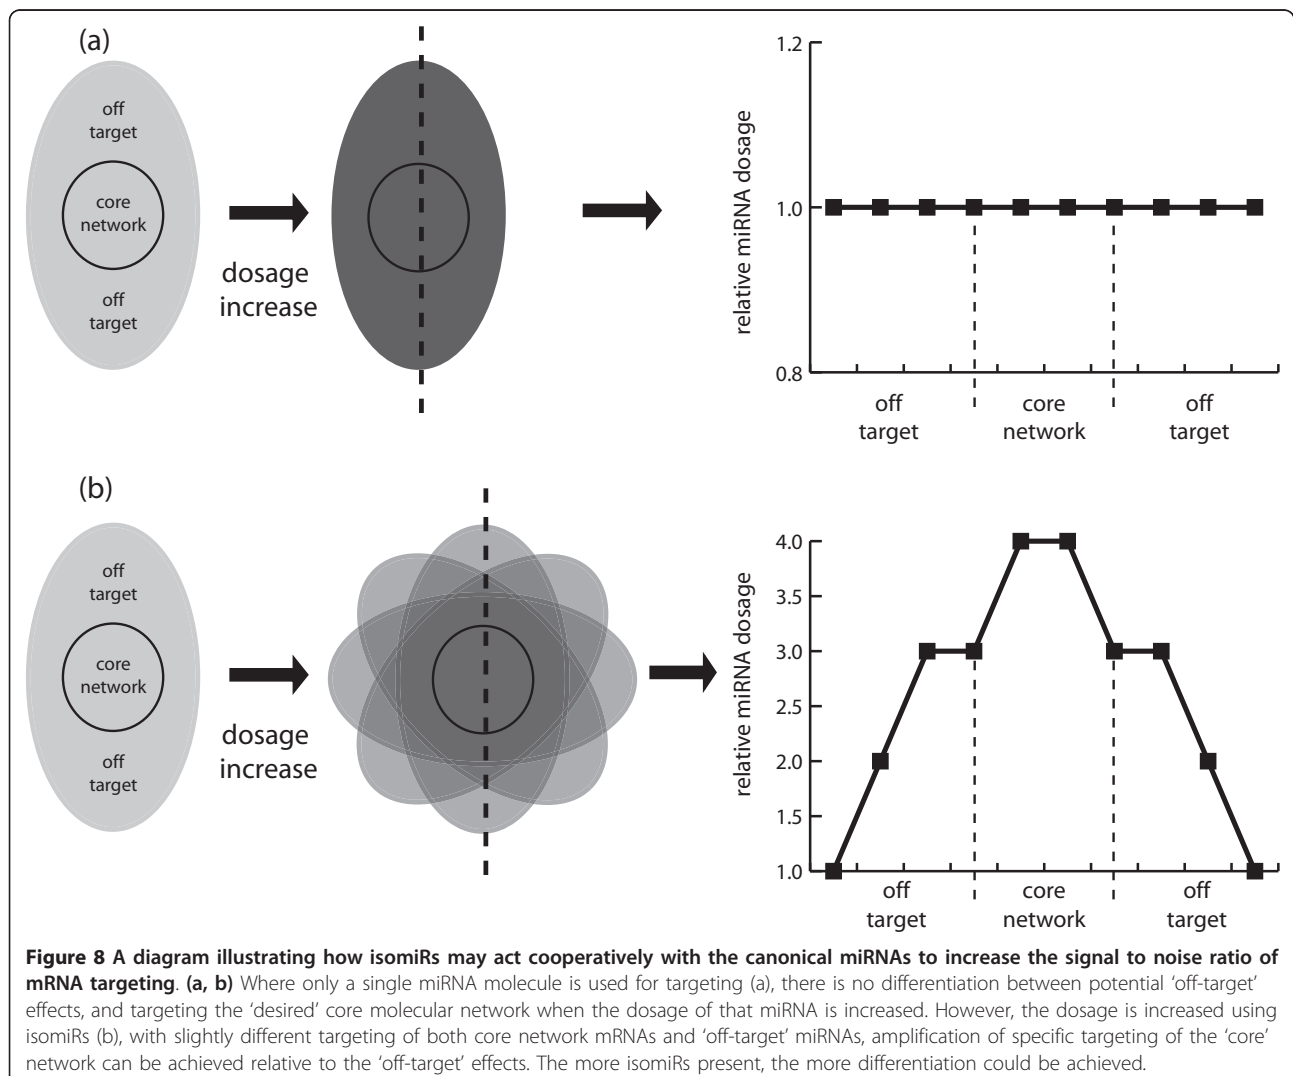 (a)
off
target
core
network
off
target
dosage
increase
relative miRNA dosage
1.2
1.0
0.8
off
target
core
network
off
target
(b)
off
target
core
network
off
target
dosage
increase
relative miRNA dosage
4.0
3.5
3.0
2.5
2.0
1.5
1.0
off
target
core
network
off
target
Figure 8 A diagram illustrating how isomiRs may act cooperatively with the canonical miRNAs to increase the signal to noise ratio of
mRNA targeting. (a, b) Where only a single miRNA molecule is used for targeting (a), there is no differentiation between potential ‘off-target’
effects, and targeting the ‘desired’ core molecular network when the dosage of that miRNA is increased. However, the dosage is increased using
isomiRs (b), with slightly different targeting of both core network mRNAs and ‘off-target’ miRNAs, amplification of specific targeting of the ‘core’
network can be achieved relative to the ‘off-target’ effects. The more isomiRs present, the more differentiation could be achieved.